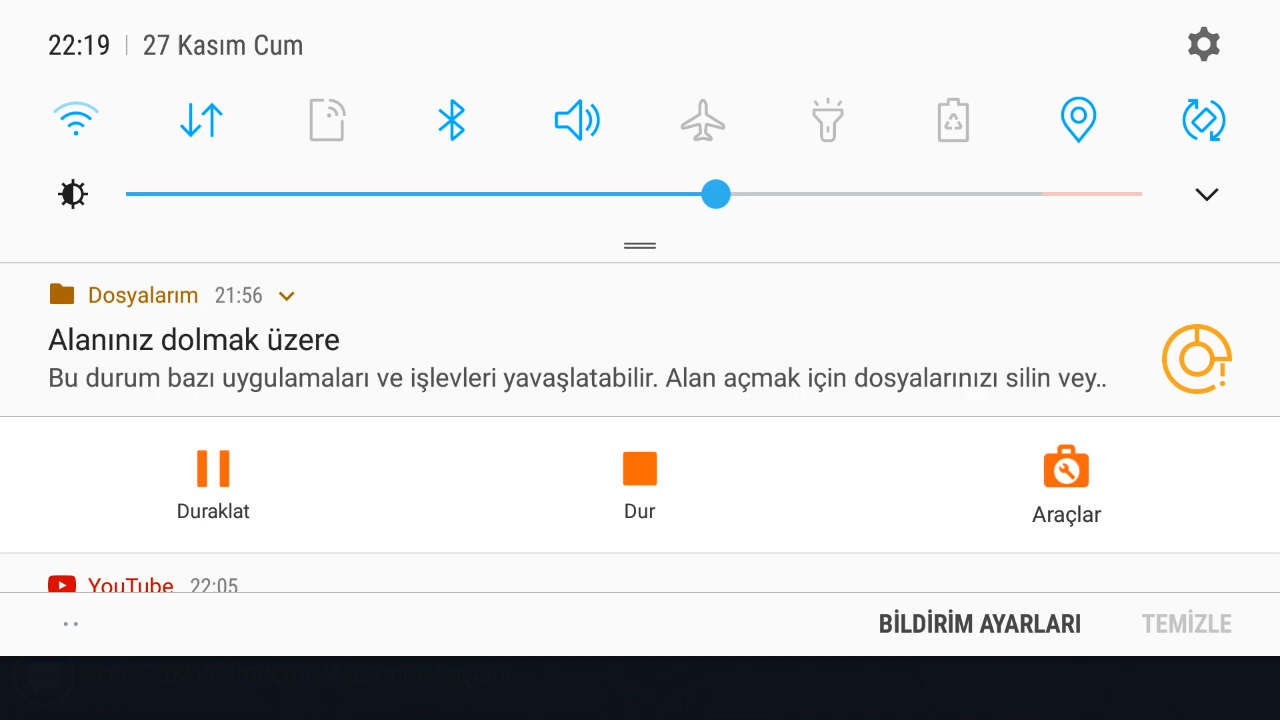 22:19 | 27 Kasım Cum
Dosyalarım 21:56
Alanınız dolmak üzere
Bu durum bazı uygulamaları ve işlevleri yavaşlatabilir. Alan açmak için dosyalarınızı silin vey..
Duraklat Dur Araçlar
YouTube 22:05
BİLDİRİM AYARLARI TEMİZLE